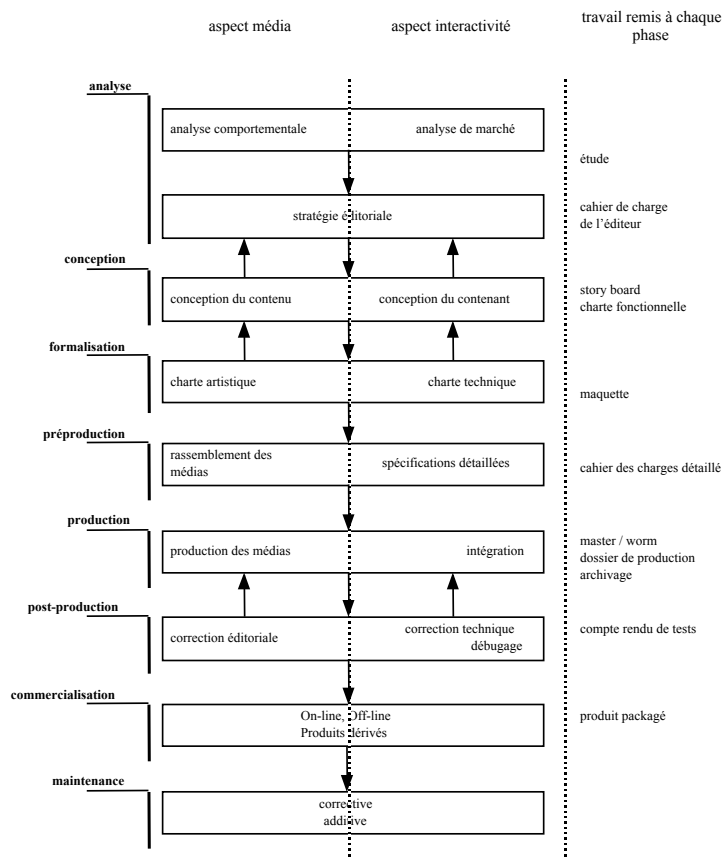 aspect média
aspect interactivité
travail remis à chaque
phase
analyse
analyse comportementale
analyse de marché
étude
stratégie éditoriale
cahier de charge
de l'éditeur
conception
conception du contenu
conception du contenant
story board
charte fonctionnelle
formalisation
charte artistique
charte technique
maquette
préproduction
rassemblement des
médias
spécifications détaillées
cahier des charges détaillé
production
production des médias
intégration
master / worm
dossier de production
archivage
post-production
correction éditoriale
correction technique
débugage
compte rendu de tests
commercialisation
On-line, Off-line
Produits dérivés
produit packagé
maintenance
corrective
additive